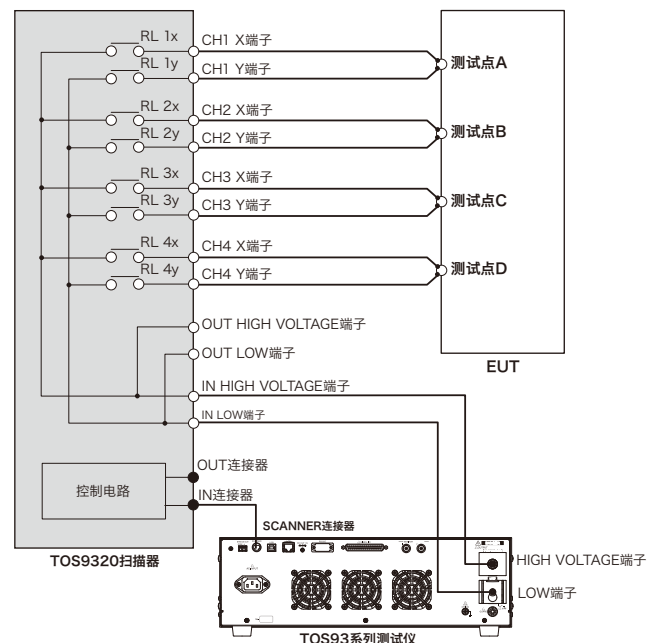 RL 1x
CH1 X端子
RL 1y
CH1 Y端子
测试点A
RL 2x
CH2 X端子
RL 2y
CH2 Y端子
测试点B
RL 3x
CH3 X端子
RL 3y
CH3 Y端子
测试点C
RL 4x
CH4 X端子
RL 4y
CH4 Y端子
测试点D
OUT HIGH VOLTAGE端子
OUT LOW端子
EUT
IN HIGH VOLTAGE端子
IN LOW端子
OUT连接器
控制电路
IN连接器
SCANNER连接器
TOS9320扫描器
HIGH VOLTAGE端子
LOW端子
TOS93系列测试仪